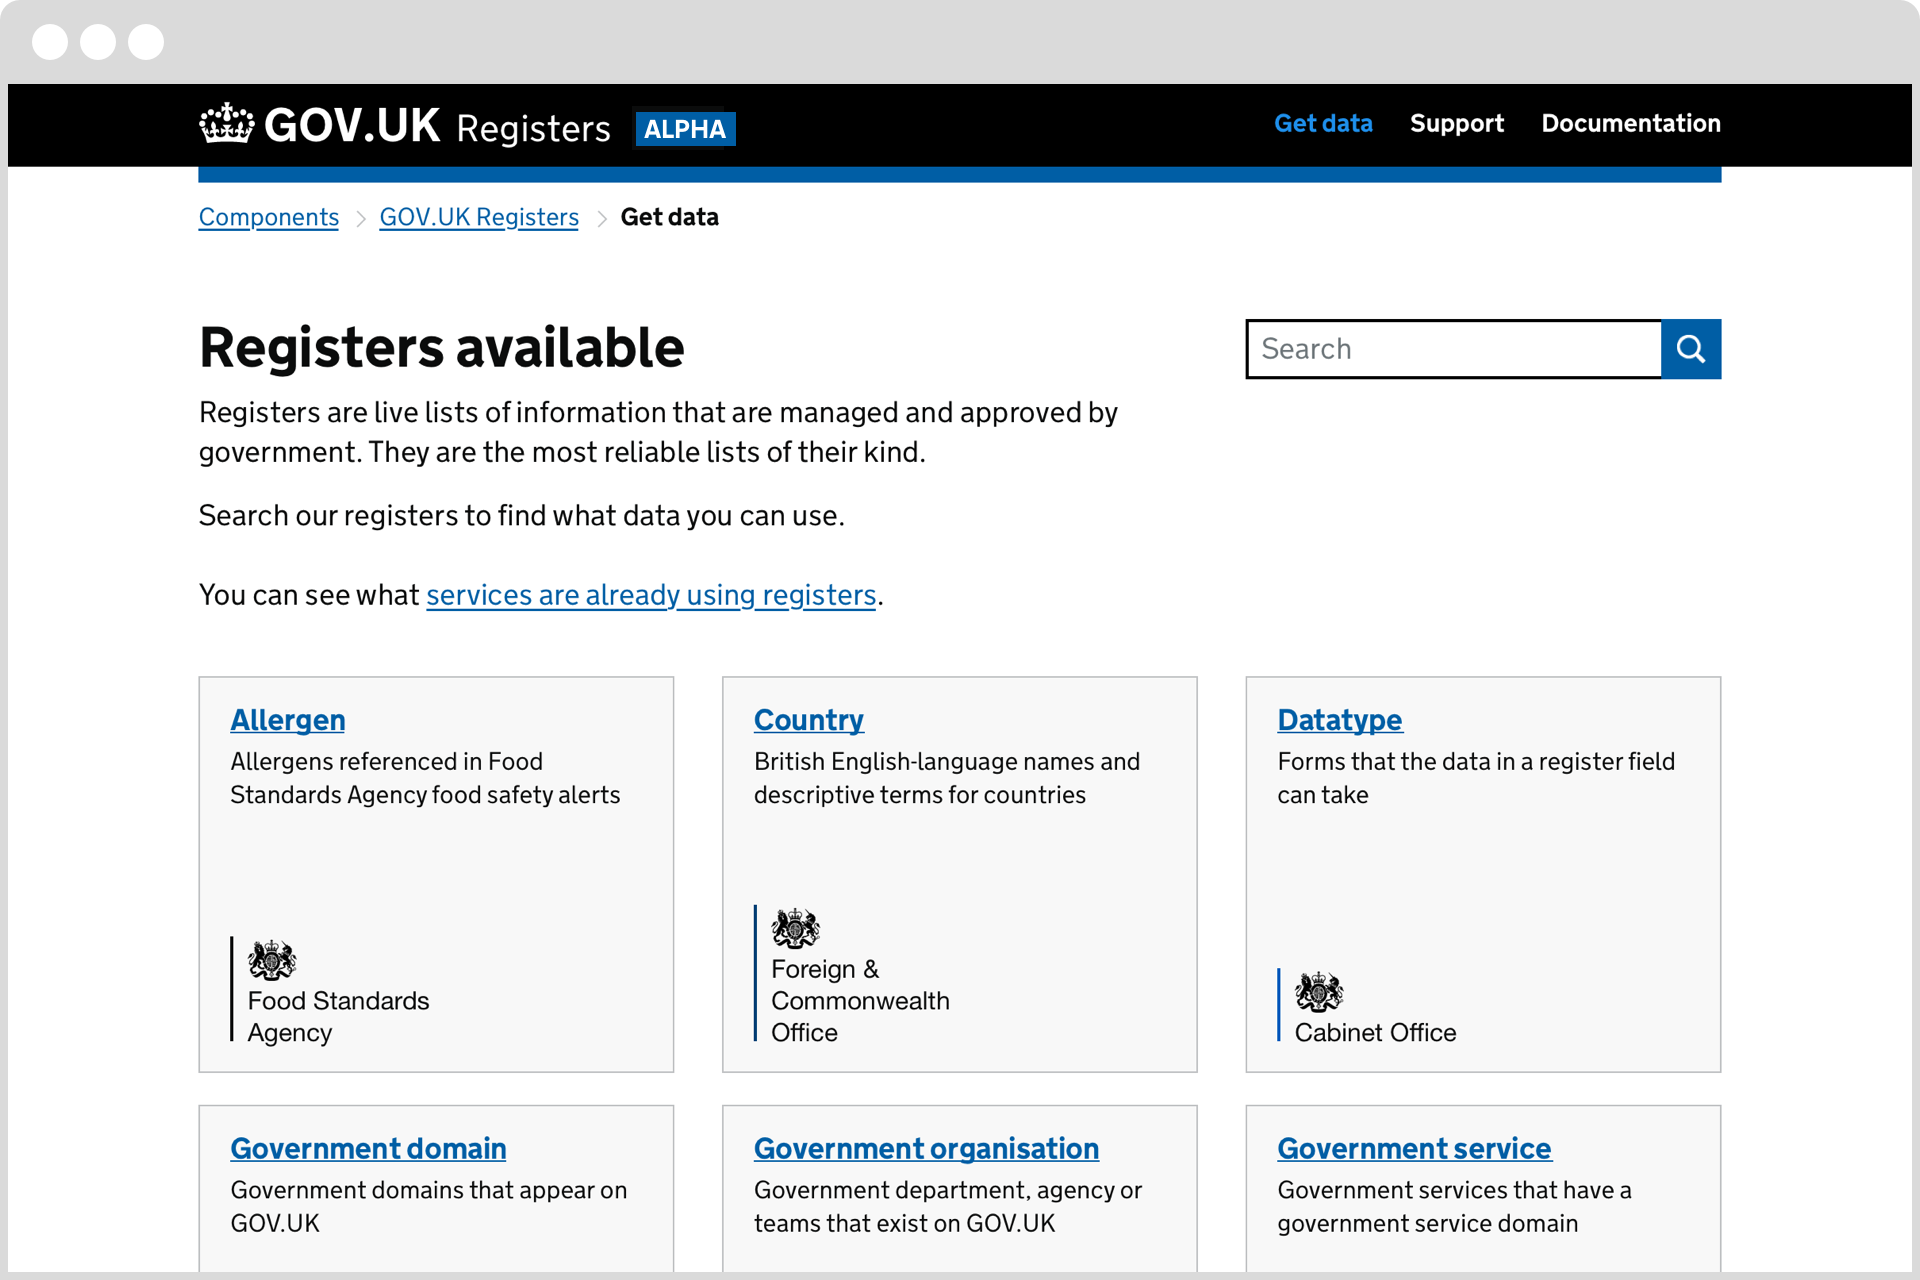 GOV.UK Registers ALPHA
Get data Support Documentation
Components GOV.UK Registers Get data
Registers available
Search
Registers are live lists of information that are managed and approved by
government. They are the most reliable lists of their kind.
Search our registers to find what data you can use.
You can see what services are already using registers.
Allergen
Allergens referenced in Food
Standards Agency food safety alerts
Food Standards
Agency
Country
British English-language names and
descriptive terms for countries
Foreign &
Commonwealth
Office
Datatype
Forms that the data in a register field
can take
Cabinet Office
Government domain
Government domains that appear on
GOV.UK
Government organisation
Government department, agency or
teams that exist on GOV.UK
Government service
Government services that have a
government service domain